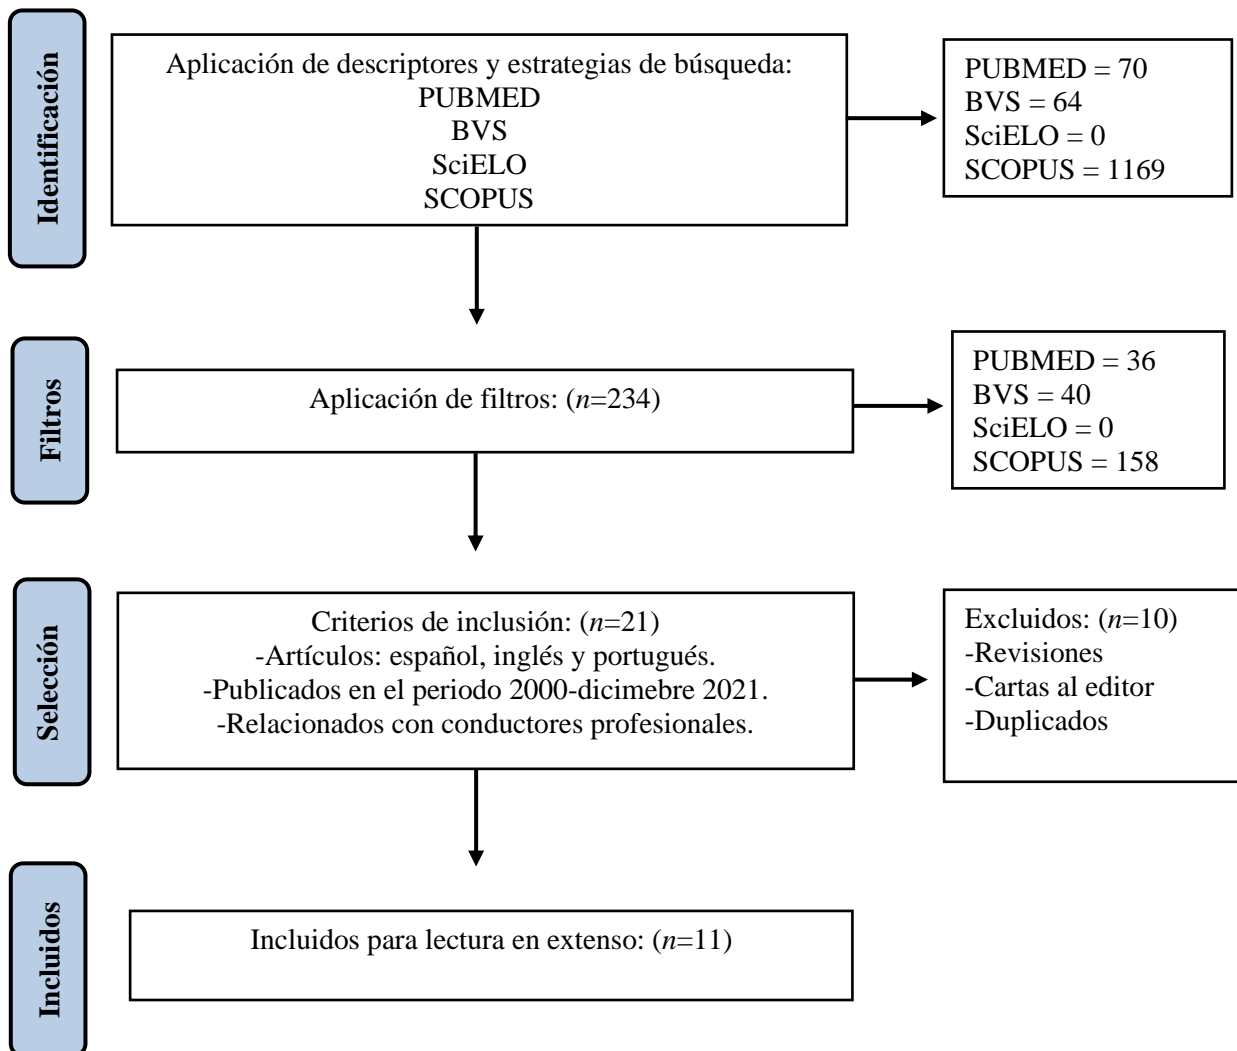 Identificación
Aplicación de descriptores y estrategias de búsqueda:
PUBMED
BVS
SciELO
SCOPUS
PUBMED = 70
BVS = 64
SciELO = 0
SCOPUS = 1169
Filtros
Aplicación de filtros: (n=234)
PUBMED = 36
BVS = 40
SciELO = 0
SCOPUS = 158
Selección
Criterios de inclusión: (n=21)
-Artículos: español, inglés y portugués.
-Publicados en el periodo 2000-dicimebre 2021.
-Relacionados con conductores profesionales.
Excluidos: (n=10)
-Revisiones
-Cartas al editor
-Duplicados
Incluidos
Incluidos para lectura en extenso: (n=11)